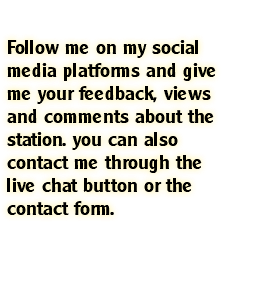 Follow me on my social
media platforms and give
me your feedback, views
and comments about the
station. you can also
contact me through the
live chat button or the
contact form.